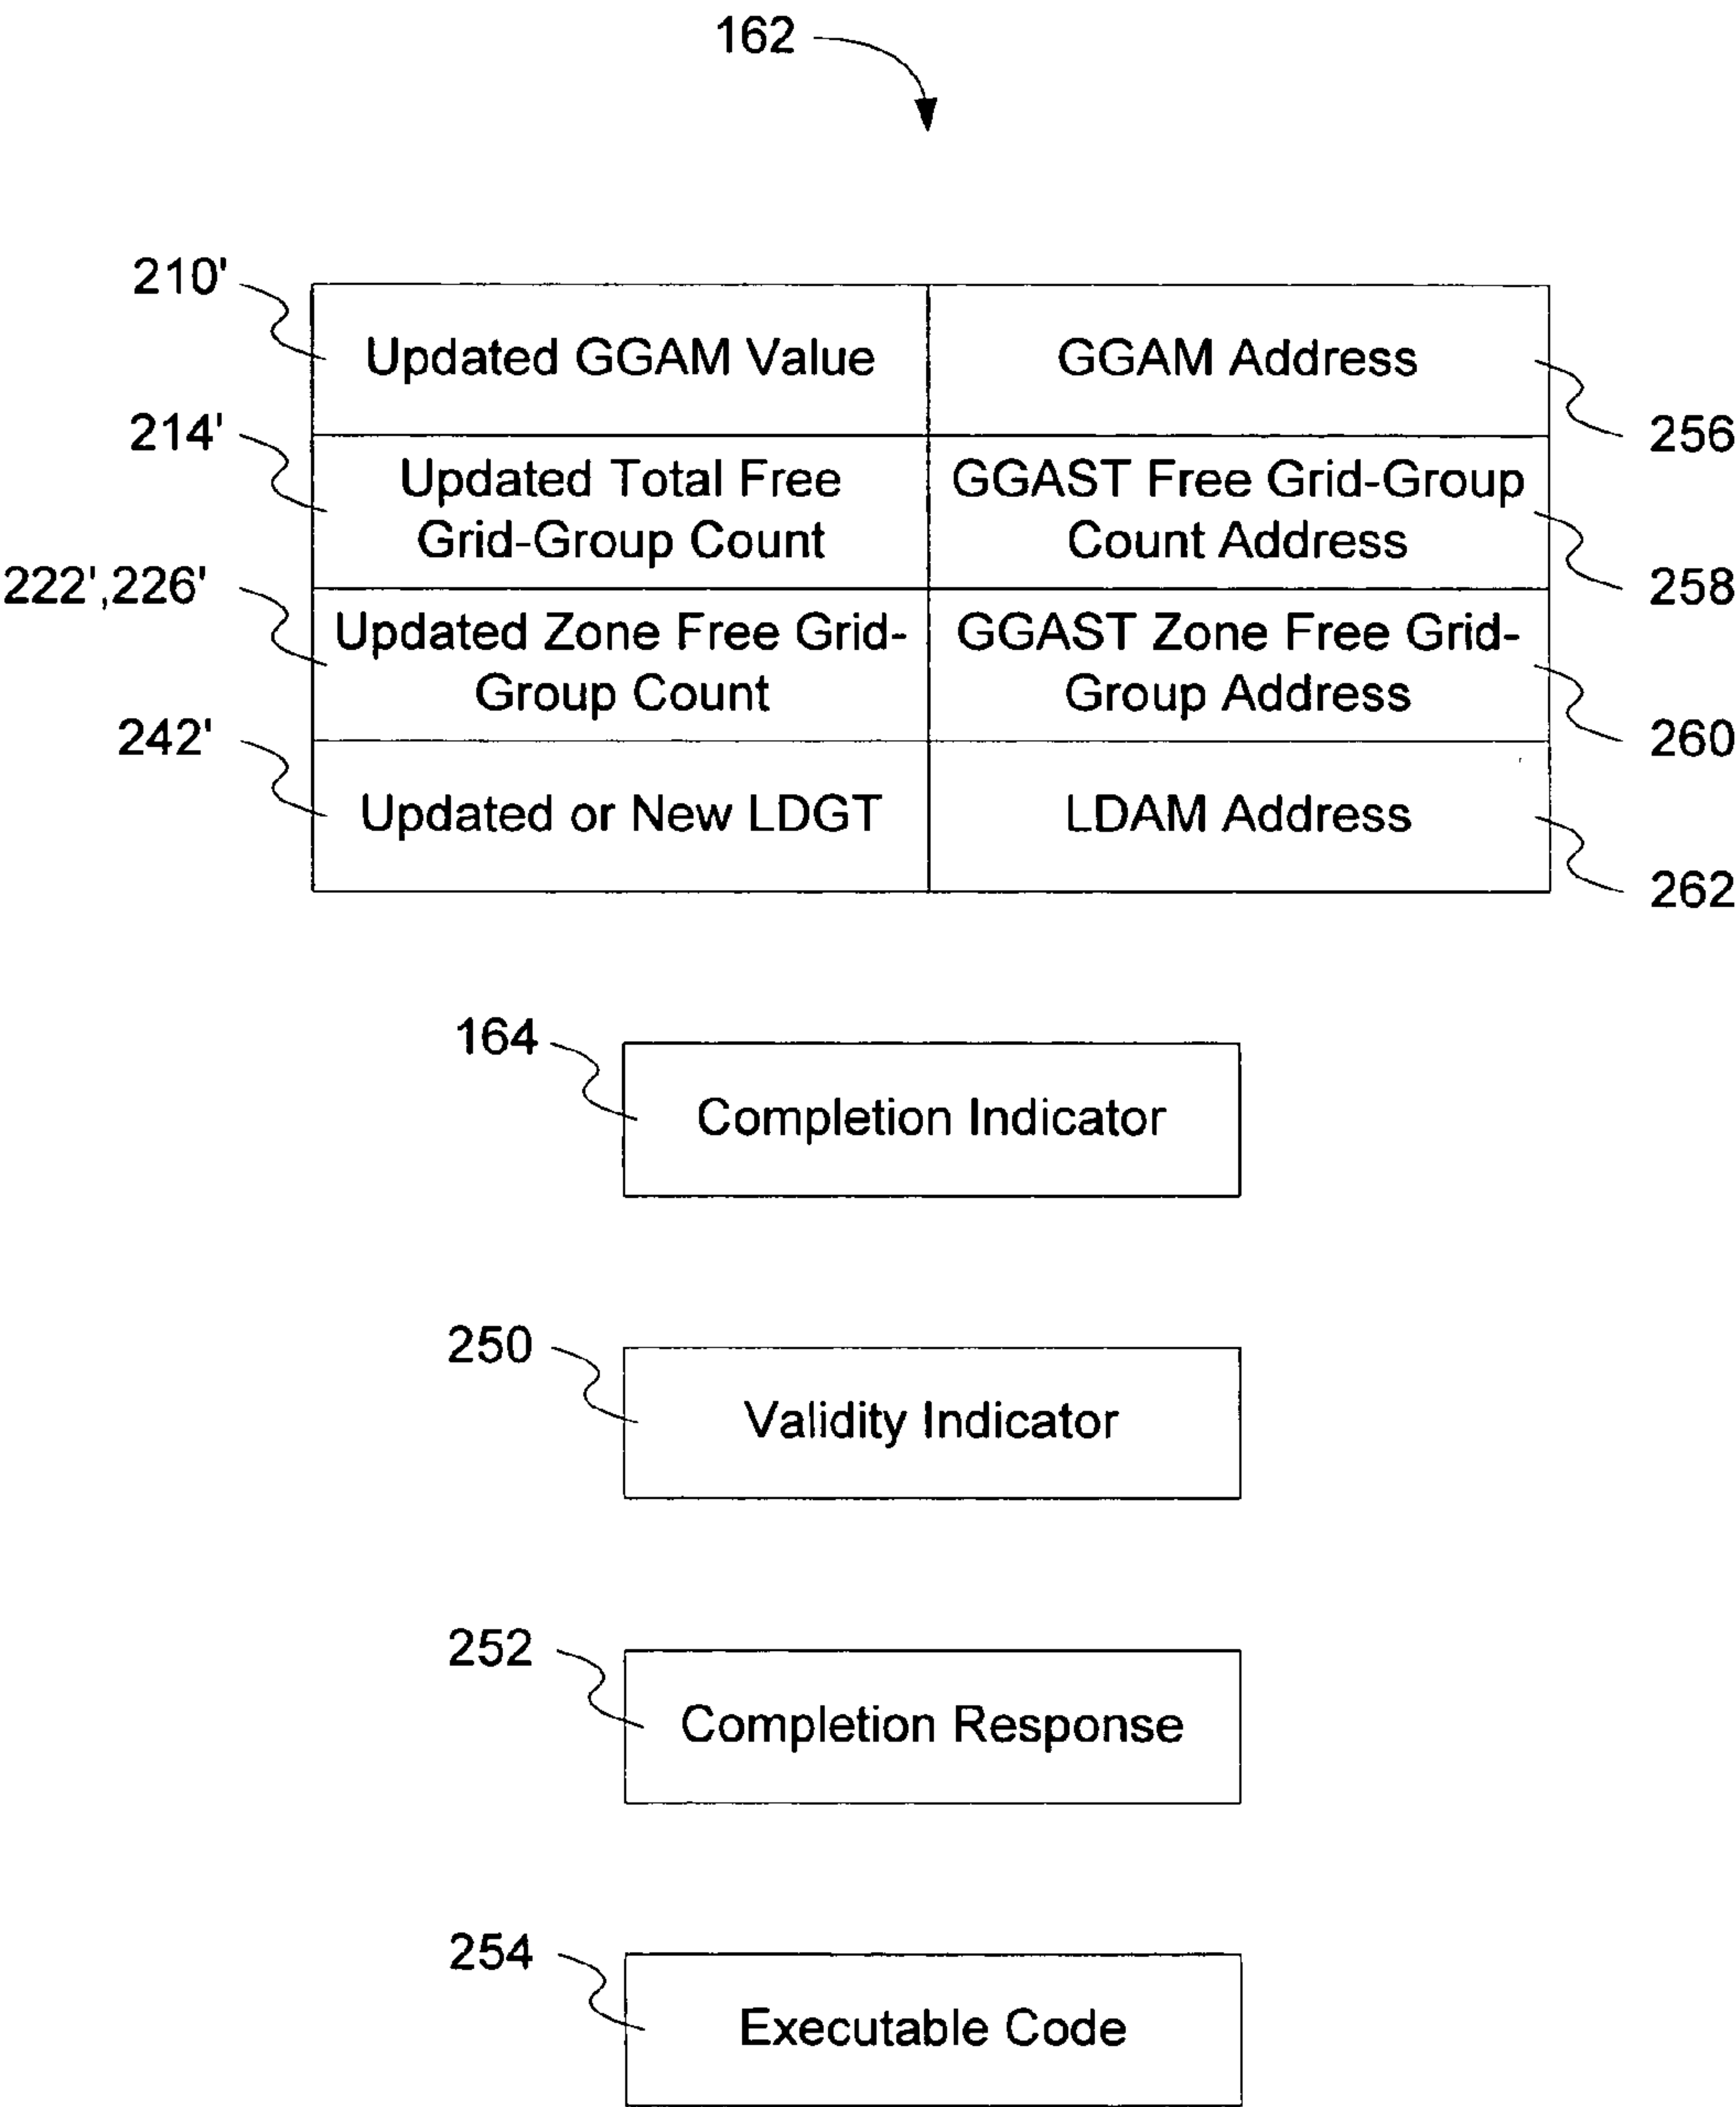 162
210'
Updated GGAM Value
GGAM Address
256
214'
Updated Total Free
Grid-Group Count
GGAST Free Grid-Group
Count Address
258
222',226'
Updated Zone Free Grid-
Group Count
GGAST Zone Free Grid-
Group Address
260
242'
Updated or New LDGT
LDAM Address
262
164
Completion Indicator
250
Validity Indicator
252
Completion Response
254
Executable Code